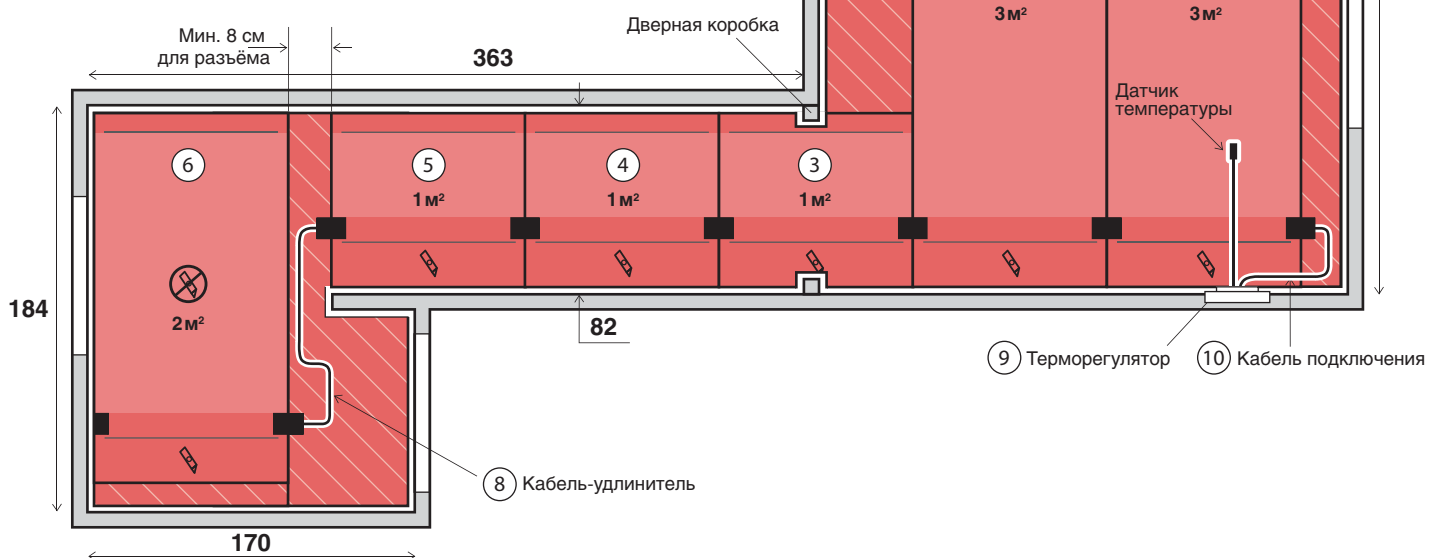 3 м²
3 м²
Дверная коробка
Мин. 8 см
для разъёма
363
Датчик
температуры
6
5
4
3
1 м²
1 м²
1 м²
184
2 м²
82
9 Терморегулятор
10 Кабель подключения
8 Кабель-удлинитель
170